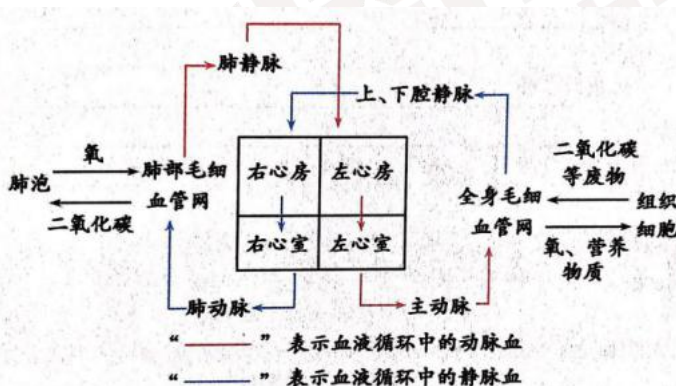 肺静脉
上、下腔静脉
氧
肺泡
二氧化碳
肺部毛细
血管网
右心房
左心房
右心室
左心室
全身毛细
血管网
二氧化碳
等废物
组织
细胞
氧、营养
物质
肺动脉
主动脉
“ ——— ” 表示血液循环中的动脉血
“ ——— ” 表示血液循环中的静脉血